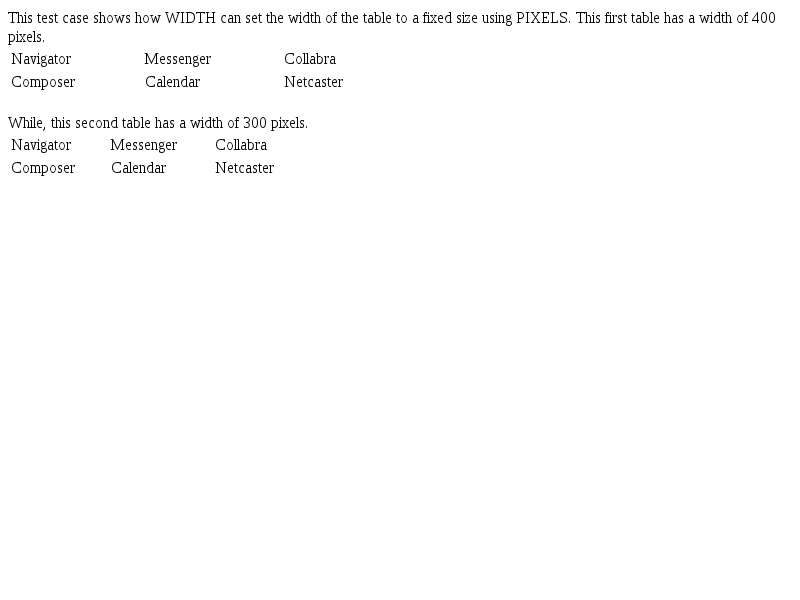 This test case shows how WIDTH can set the width of the table to a fixed size using PIXELS. This first table has a width of 400
pixels.
Navigator Messenger Collabra
Composer Calendar Netcaster
While, this second table has a width of 300 pixels.
Navigator Messenger Collabra
Composer Calendar Netcaster